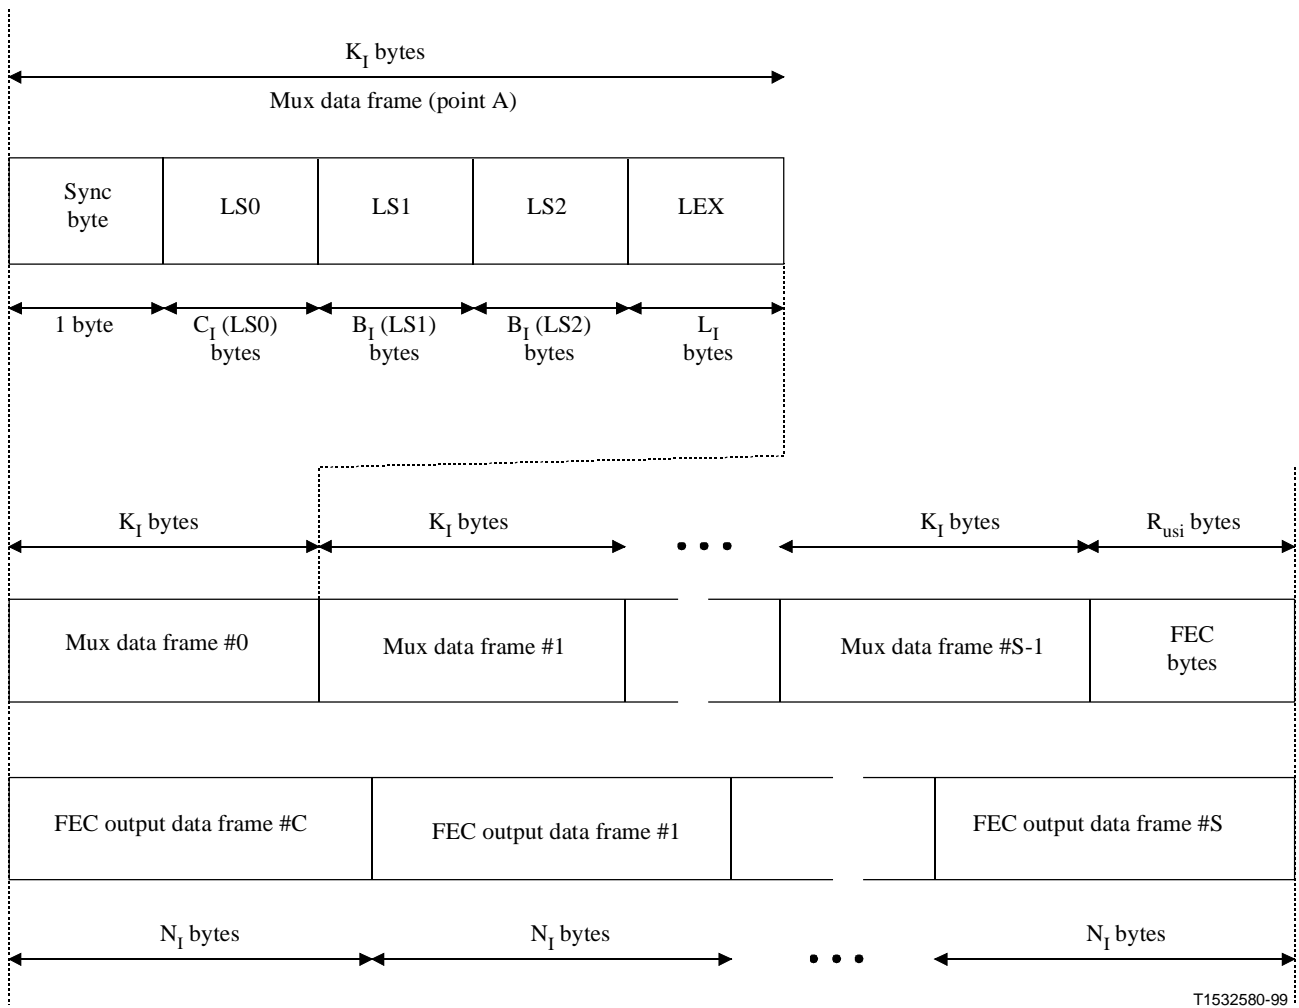 K_I bytes
Mux data frame (point A)
Sync
byte
LS0
LS1
LS2
LEX
1 byte
C_I (LS0)
bytes
B_I (LS1)
bytes
B_I (LS2)
bytes
L_I
bytes
K_I bytes
K_I bytes
• • •
K_I bytes
R_usi bytes
Mux data frame #0
Mux data frame #1
Mux data frame #S-1
FEC
bytes
FEC output data frame #C
FEC output data frame #1
FEC output data frame #S
N_I bytes
N_I bytes
• • •
N_I bytes
T1532580-99